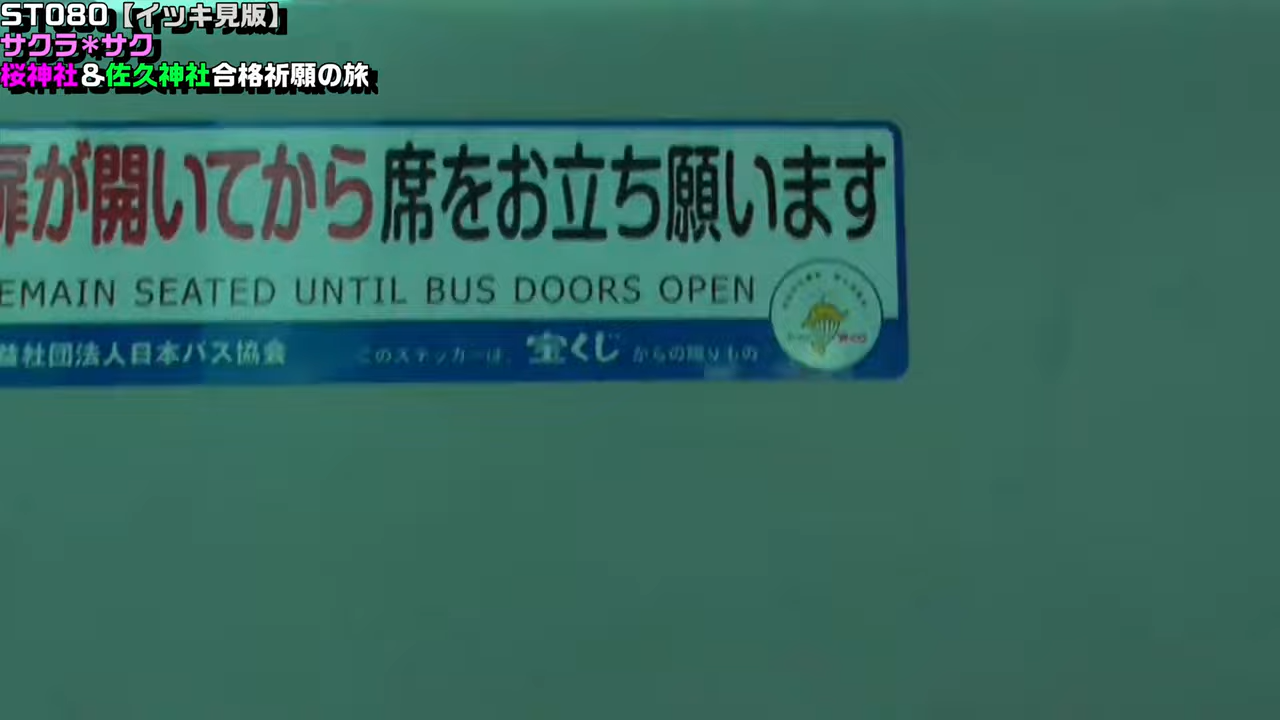 ST080【イッキ見版】
サクラ*サク
桜神社&佐久神社合格祈願の旅
扉が開いてから席をお立ち願います
EMAIN SEATED UNTIL BUS DOORS OPEN
益社団法人日本バス協会 このステッカーは、宝くじからの贈りもの